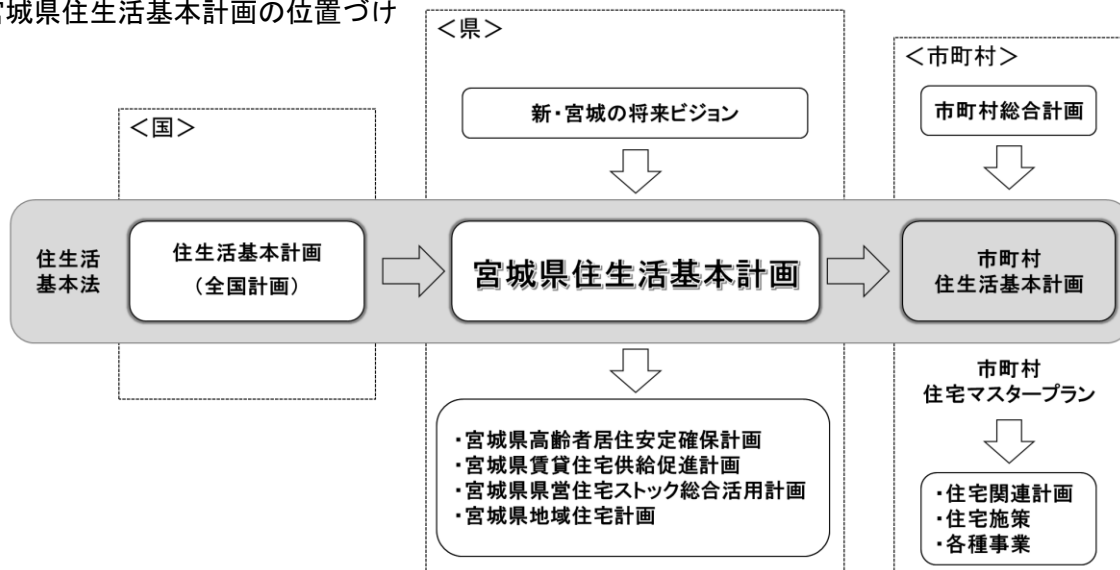 宮城県住生活基本計画の位置づけ
＜国＞
住生活
基本法
住生活基本計画
（全国計画）
＜県＞
新・宮城の将来ビジョン
宮城県住生活基本計画
・宮城県高齢者居住安定確保計画
・宮城県賃貸住宅供給促進計画
・宮城県県営住宅ストック総合活用計画
・宮城県地域住宅計画
＜市町村＞
市町村総合計画
市町村
住生活基本計画
市町村
住宅マスタープラン
・住宅関連計画
・住宅施策
・各種事業